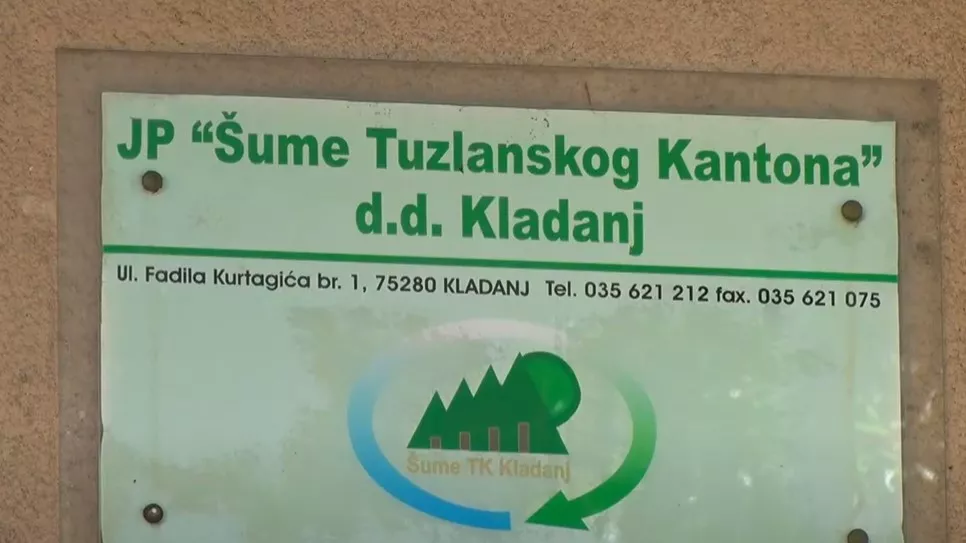 JP “Šume Tuzlanskog Kantona”
d.d. Kladanj
Ul. Fadila Kurtagića br. 1, 75280 KLADANJ Tel. 035 621 212 fax. 035 621 075
Šume TK Kladanj